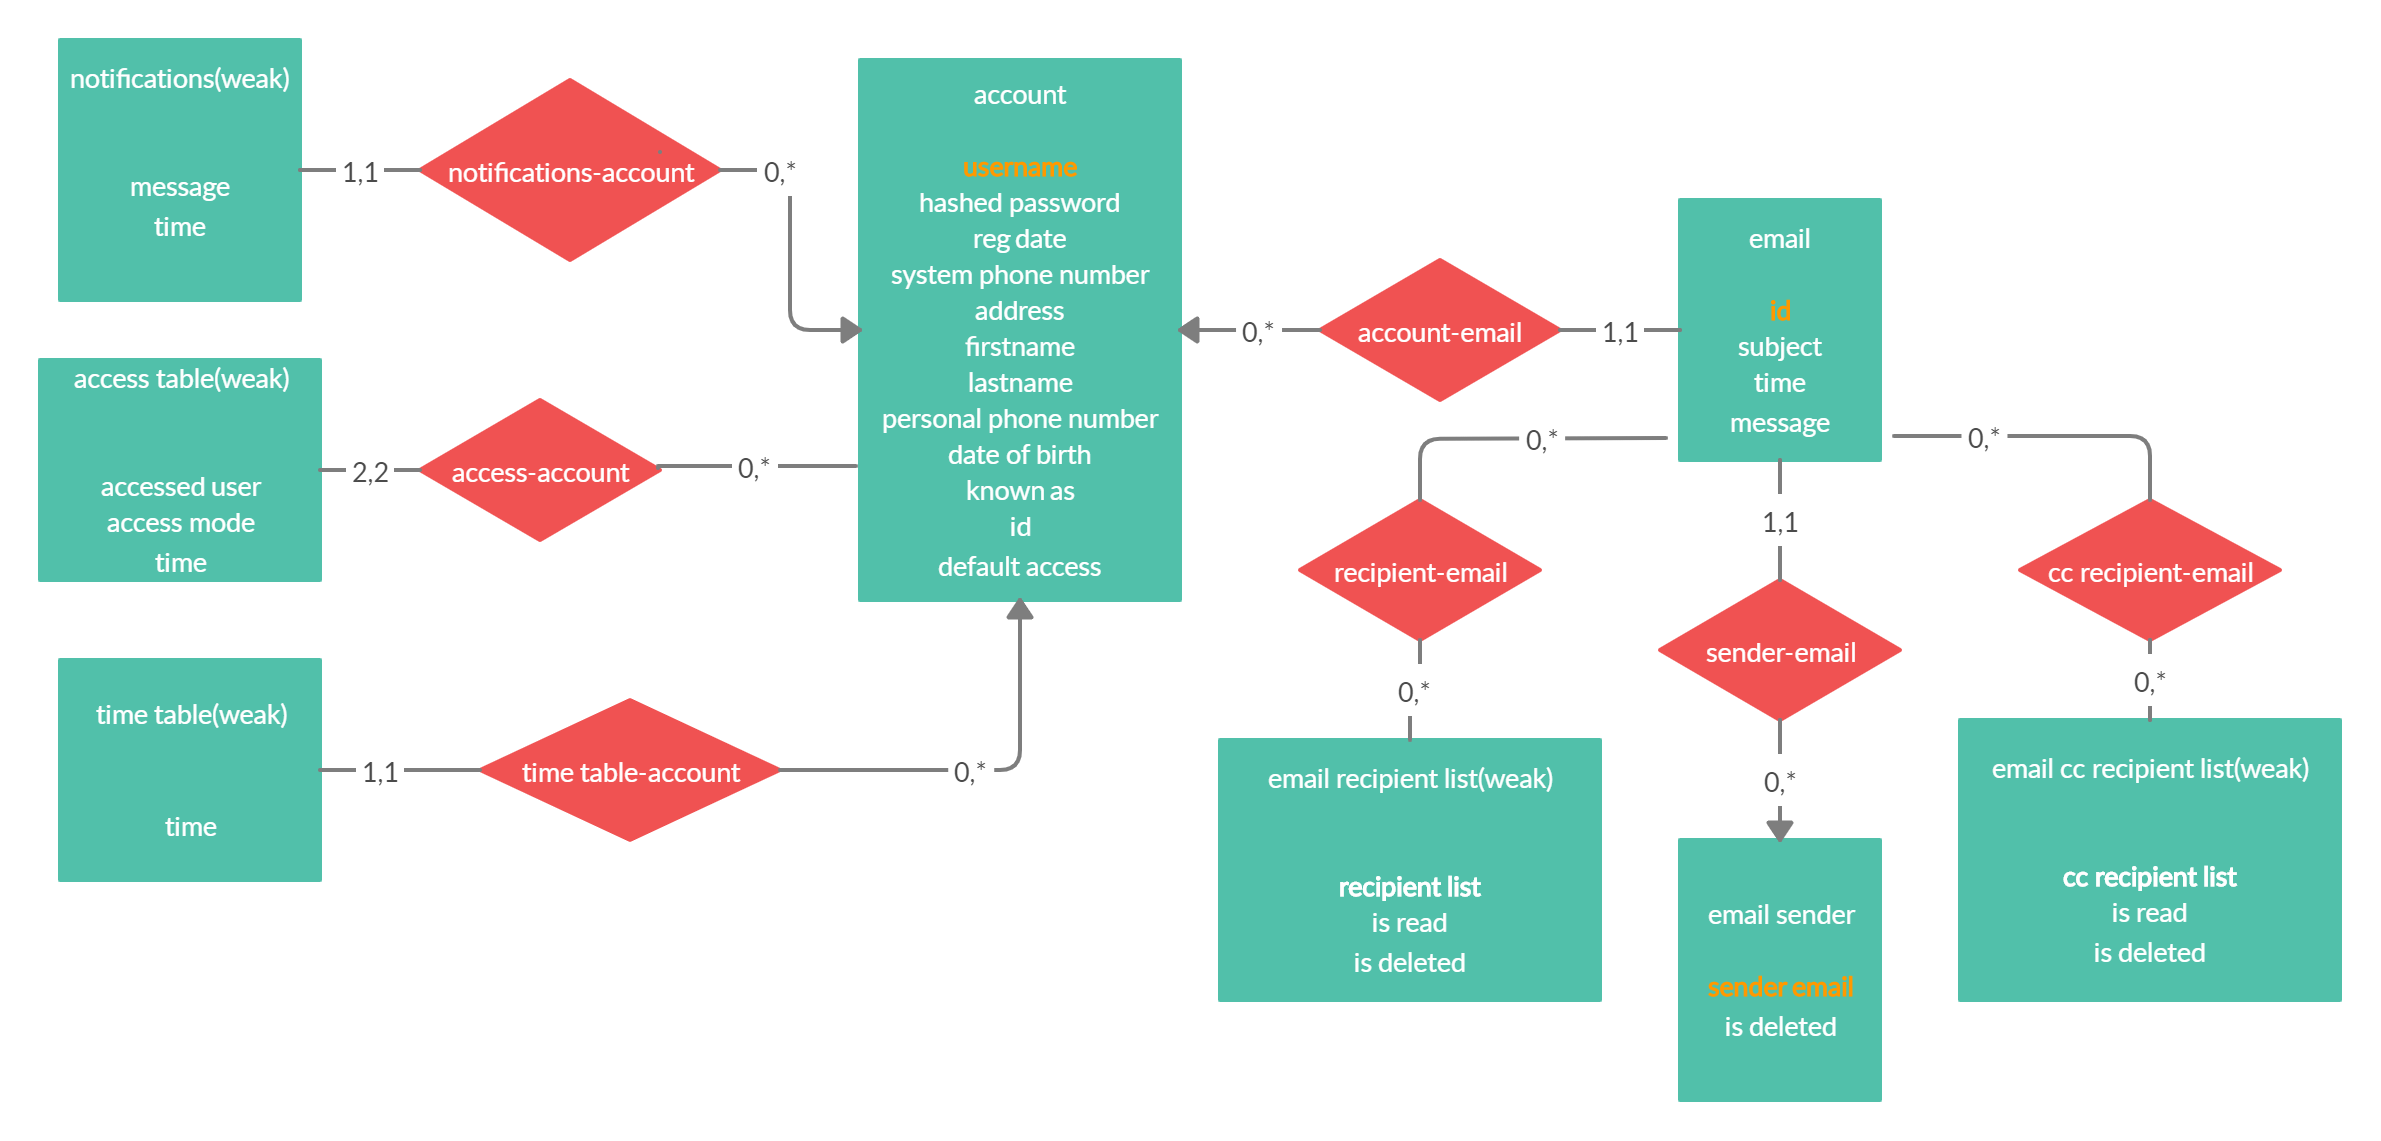 notifications(weak)
message
time
1,1
notifications-account
0,*
access table(weak)
accessed user
access mode
time
2,2
access-account
0,*
time table(weak)
time
1,1
time table-account
0,*
account
username
hashed password
reg date
system phone number
address
firstname
lastname
personal phone number
date of birth
known as
id
default access
0,*
account-email
1,1
email
id
subject
time
message
0,*
recipient-email
0,*
email recipient list(weak)
recipient list
is read
is deleted
1,1
sender-email
0,*
email sender
sender email
is deleted
0,*
cc recipient-email
0,*
email cc recipient list(weak)
cc recipient list
is read
is deleted